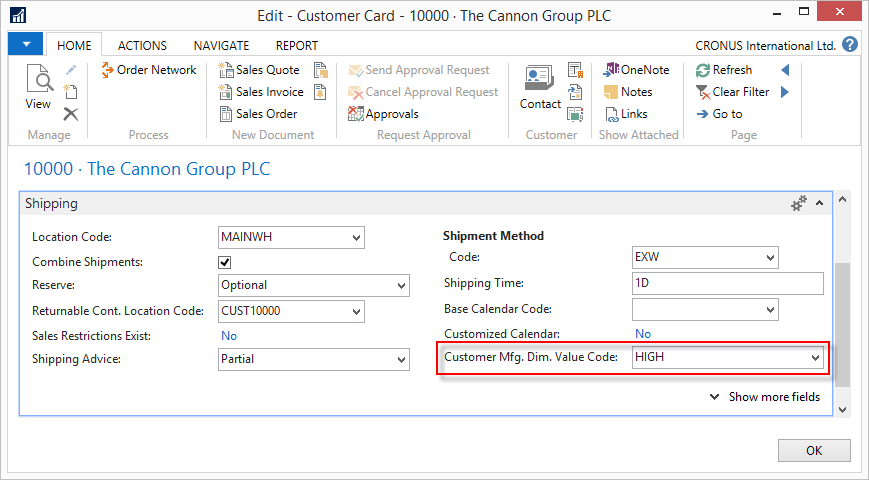 Edit - Customer Card - 10000 · The Cannon Group PLC
HOME ACTIONS NAVIGATE REPORT CRONUS International Ltd. ?
View
Manage
Order Network
Process
Sales Quote
Sales Invoice
Sales Order
New Document
Send Approval Request
Cancel Approval Request
Approvals
Request Approval
Contact
Customer
OneNote
Notes
Links
Show Attached
Refresh
Clear Filter
Go to
Page
10000 · The Cannon Group PLC
Shipping
Location Code: MAINWH
Combine Shipments:
Reserve: Optional
Returnable Cont. Location Code: CUST10000
Sales Restrictions Exist: No
Shipping Advice: Partial
Shipment Method
Code: EXW
Shipping Time: 1D
Base Calendar Code:
Customized Calendar: No
Customer Mfg. Dim. Value Code: HIGH
Show more fields
OK